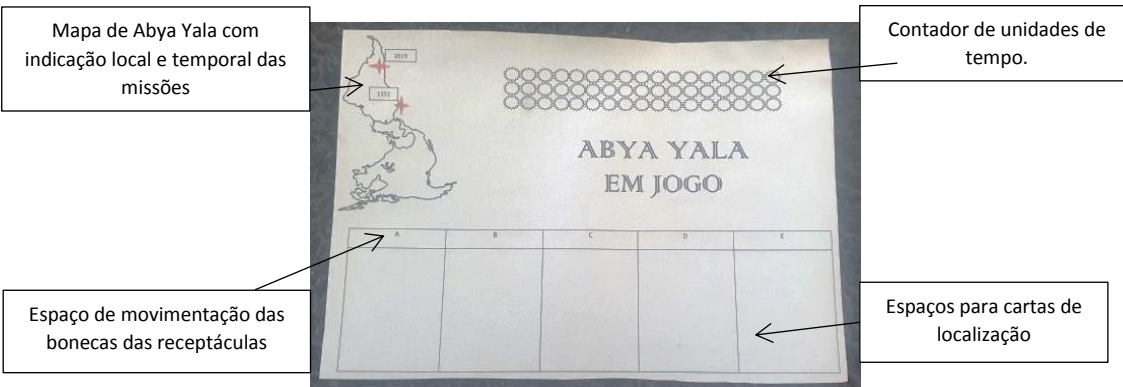 Mapa de Abya Yala com
indicação local e temporal das
missões
Contador de unidades de
tempo.
2019
1551
ABYA YALA
EM JOGO
A
B
C
D
E
Espaço de movimentação das
bonecas das receptáculas
Espaços para cartas de
localização